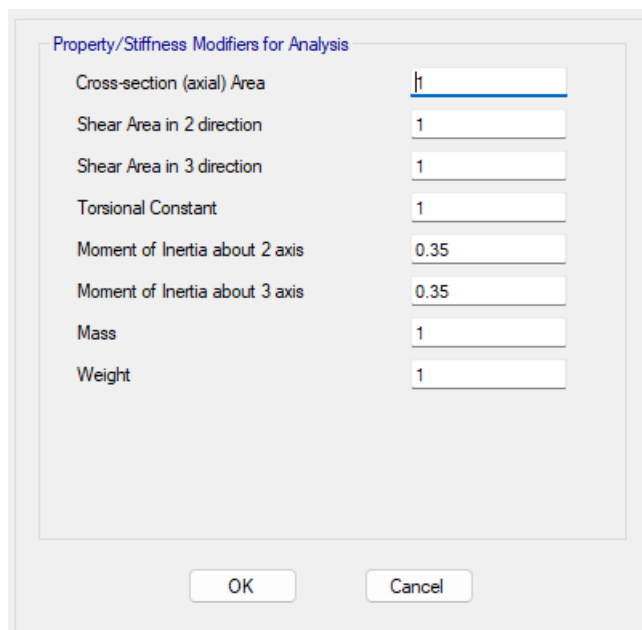 Property/Stiffness Modifiers for Analysis
Cross-section (axial) Area 1
Shear Area in 2 direction 1
Shear Area in 3 direction 1
Torsional Constant 1
Moment of Inertia about 2 axis 0.35
Moment of Inertia about 3 axis 0.35
Mass 1
Weight 1
OK Cancel